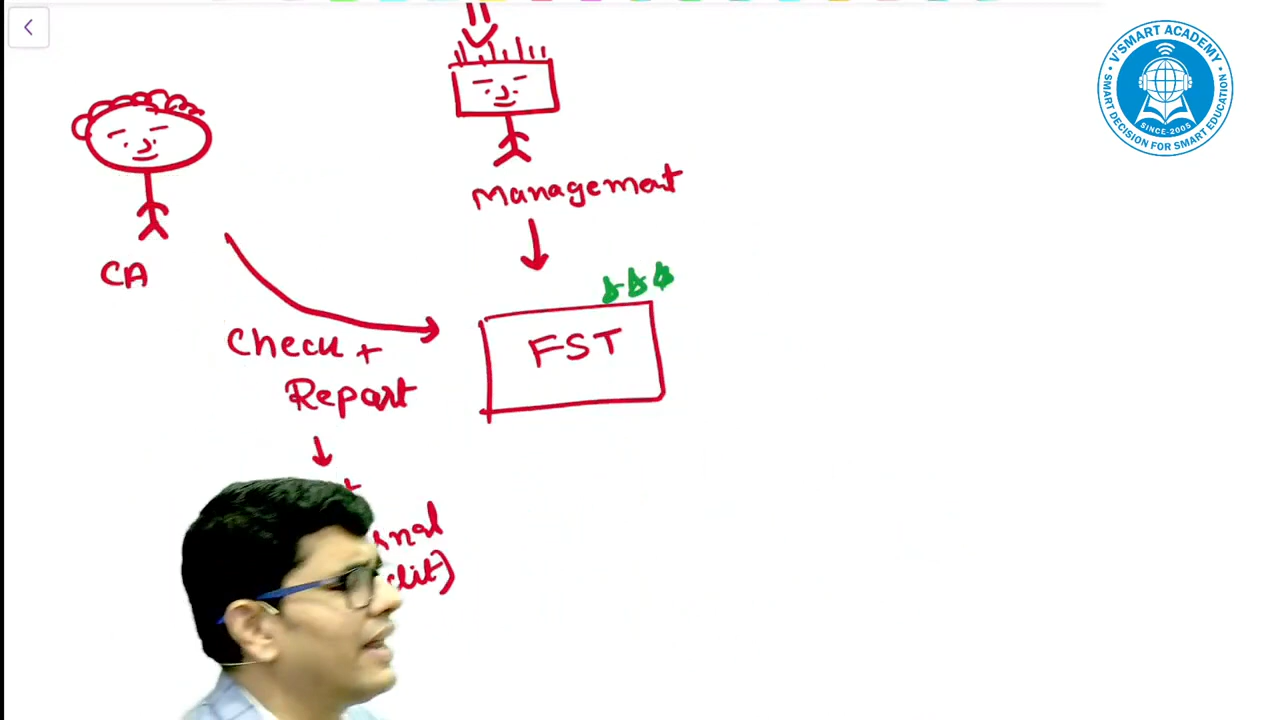 V'SMART ACADEMY
SMART DECISION FOR SMART EDUCATION
SINCE-2005
Management
CA
FST
Check +
Report